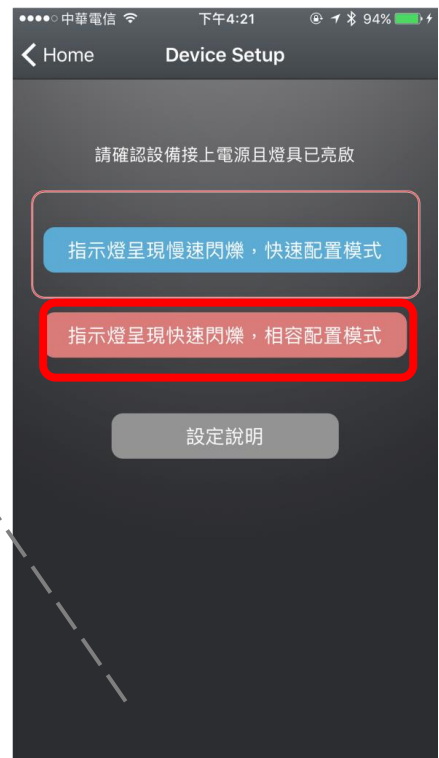 中華電信 下午4:21 94%
Home Device Setup
請確認設備接上電源且燈具已亮啟
指示燈呈現慢速閃爍，快速配置模式
指示燈呈現快速閃爍，相容配置模式
設定說明